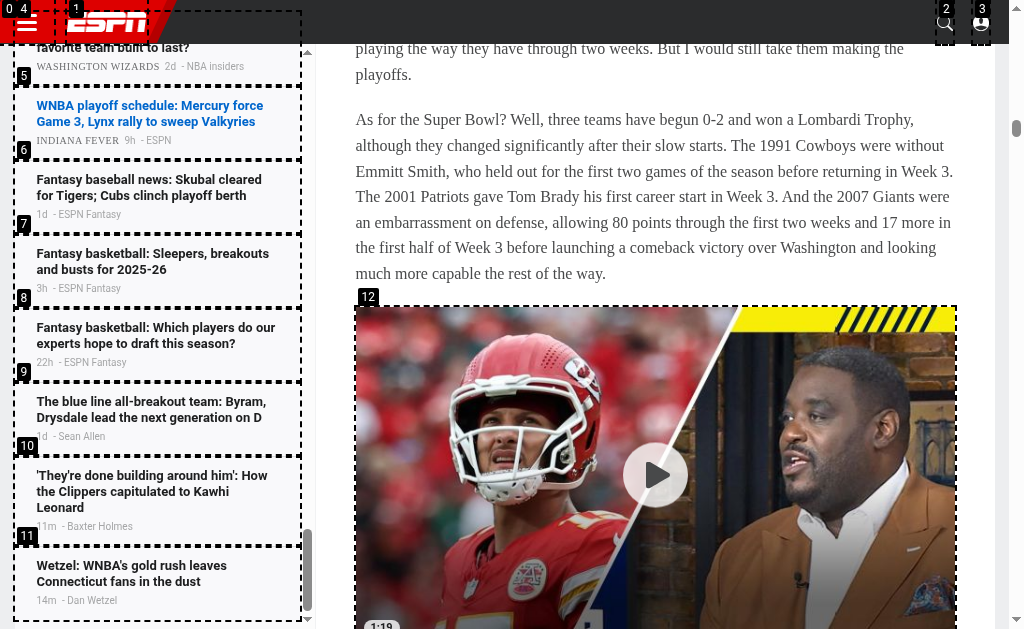 0 4
1
ESPN
2
3
favorite team built to last?
WASHINGTON WIZARDS 2d - NBA insiders
5
WNBA playoff schedule: Mercury force
Game 3, Lynx rally to sweep Valkyries
INDIANA FEVER 9h - ESPN
6
Fantasy baseball news: Skubal cleared
for Tigers; Cubs clinch playoff berth
1d - ESPN Fantasy
7
Fantasy basketball: Sleepers, breakouts
and busts for 2025-26
3h - ESPN Fantasy
8
Fantasy basketball: Which players do our
experts hope to draft this season?
22h - ESPN Fantasy
9
The blue line all-breakout team: Byram,
Drysdale lead the next generation on D
1d - Sean Allen
10
'They're done building around him': How
the Clippers capitulated to Kawhi
Leonard
11m - Baxter Holmes
11
Wetzel: WNBA's gold rush leaves
Connecticut fans in the dust
14m - Dan Wetzel
playing the way they have through two weeks. But I would still take them making the
playoffs.
As for the Super Bowl? Well, three teams have begun 0-2 and won a Lombardi Trophy,
although they changed significantly after their slow starts. The 1991 Cowboys were without
Emmitt Smith, who held out for the first two games of the season before returning in Week 3.
The 2001 Patriots gave Tom Brady his first career start in Week 3. And the 2007 Giants were
an embarrassment on defense, allowing 80 points through the first two weeks and 17 more in
the first half of Week 3 before launching a comeback victory over Washington and looking
much more capable the rest of the way.
12
1:19